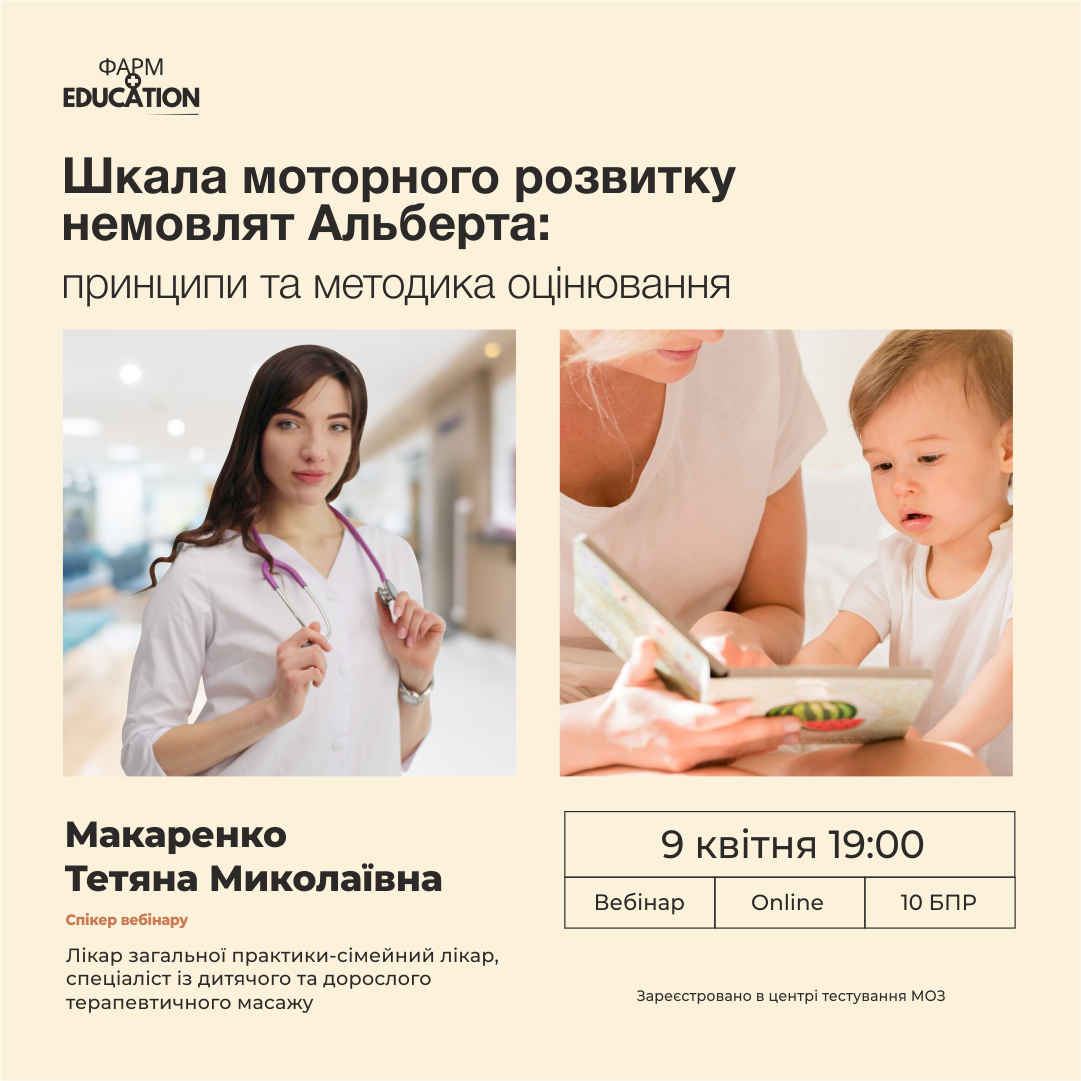 ФАРМ
EDUCATION
Шкала моторного розвитку
немовлят Альберта:
принципи та методика оцінювання
Макаренко
Тетяна Миколаївна
Спікер вебінару
Лікар загальної практики-сімейний лікар,
спеціаліст із дитячого та дорослого
терапевтичного масажу
9 квітня 19:00
Вебінар Online 10 БПР
Зареєстровано в центрі тестування МОЗ